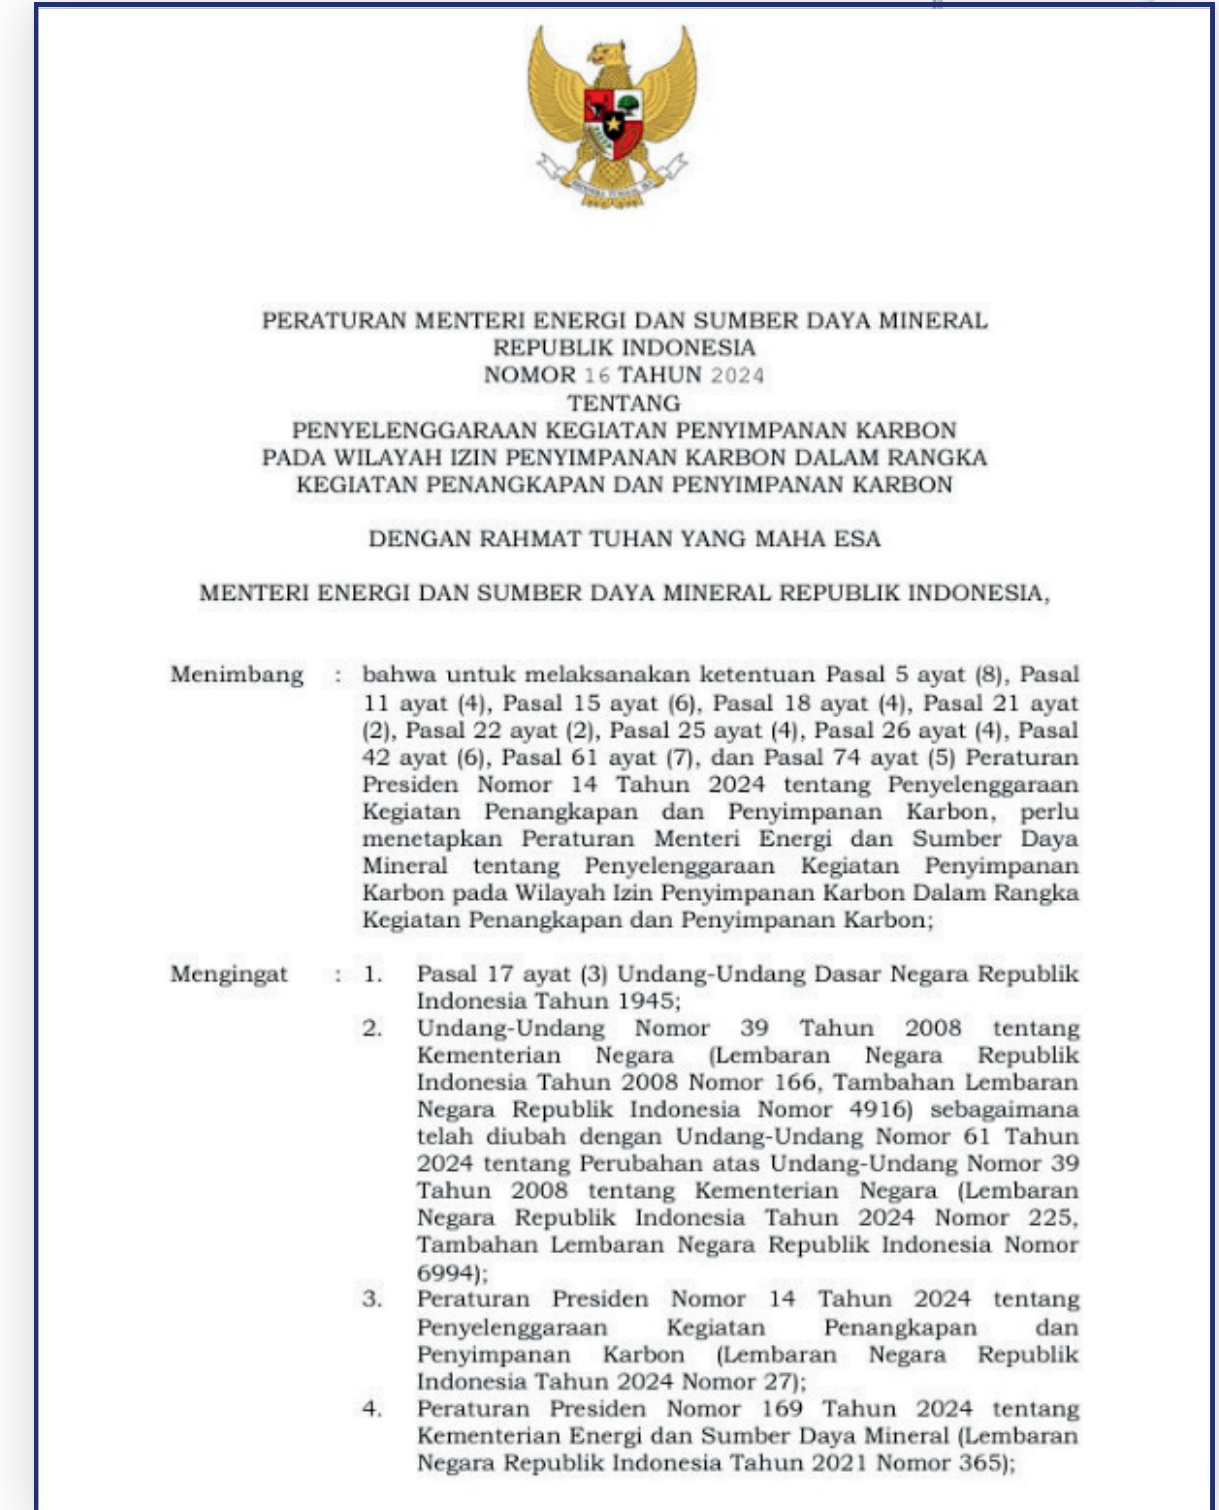 PERATURAN MENTERI ENERGI DAN SUMBER DAYA MINERAL
REPUBLIK INDONESIA
NOMOR 16 TAHUN 2024
TENTANG
PENYELENGGARAAN KEGIATAN PENYIMPANAN KARBON
PADA WILAYAH IZIN PENYIMPANAN KARBON DALAM RANGKA
KEGIATAN PENANGKAPAN DAN PENYIMPANAN KARBON
DENGAN RAHMAT TUHAN YANG MAHA ESA
MENTERI ENERGI DAN SUMBER DAYA MINERAL REPUBLIK INDONESIA,
Menimbang : bahwa untuk melaksanakan ketentuan Pasal 5 ayat (8), Pasal
11 ayat (4), Pasal 15 ayat (6), Pasal 18 ayat (4), Pasal 21 ayat
(2), Pasal 22 ayat (2), Pasal 25 ayat (4), Pasal 26 ayat (4), Pasal
42 ayat (6), Pasal 61 ayat (7), dan Pasal 74 ayat (5) Peraturan
Presiden Nomor 14 Tahun 2024 tentang Penyelenggaraan
Kegiatan Penangkapan dan Penyimpanan Karbon, perlu
menetapkan Peraturan Menteri Energi dan Sumber Daya
Mineral tentang Penyelenggaraan Kegiatan Penyimpanan
Karbon pada Wilayah Izin Penyimpanan Karbon Dalam Rangka
Kegiatan Penangkapan dan Penyimpanan Karbon;
Mengingat : 1. Pasal 17 ayat (3) Undang-Undang Dasar Negara Republik
Indonesia Tahun 1945;
2. Undang-Undang Nomor 39 Tahun 2008 tentang
Kementerian Negara (Lembaran Negara Republik
Indonesia Tahun 2008 Nomor 166, Tambahan Lembaran
Negara Republik Indonesia Nomor 4916) sebagaimana
telah diubah dengan Undang-Undang Nomor 61 Tahun
2024 tentang Perubahan atas Undang-Undang Nomor 39
Tahun 2008 tentang Kementerian Negara (Lembaran
Negara Republik Indonesia Tahun 2024 Nomor 225,
Tambahan Lembaran Negara Republik Indonesia Nomor
6994);
3. Peraturan Presiden Nomor 14 Tahun 2024 tentang
Penyelenggaraan Kegiatan Penangkapan dan
Penyimpanan Karbon (Lembaran Negara Republik
Indonesia Tahun 2024 Nomor 27);
4. Peraturan Presiden Nomor 169 Tahun 2024 tentang
Kementerian Energi dan Sumber Daya Mineral (Lembaran
Negara Republik Indonesia Tahun 2021 Nomor 365);